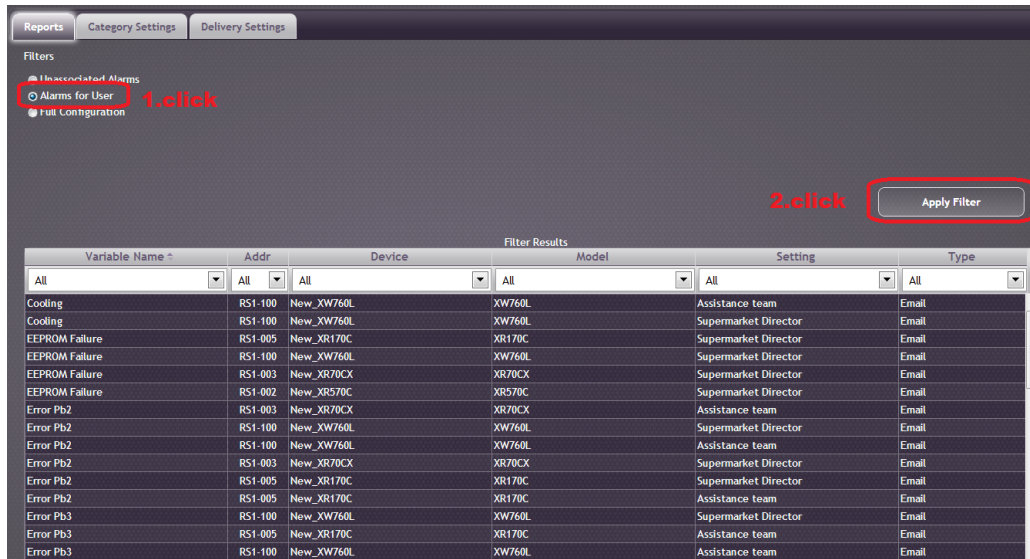 Reports Category Settings Delivery Settings
Filters
Unassociated Alarms
Alarms for User 1.click
Full Configuration
2.click Apply Filter
Filter Results
Variable Name Addr Device Model Setting Type
All All All All All All
Cooling RS1-100 New_XW760L XW760L Assistance team Email
Cooling RS1-100 New_XW760L XW760L Supermarket Director Email
EEPROM Failure RS1-005 New_XR170C XR170C Supermarket Director Email
EEPROM Failure RS1-100 New_XW760L XW760L Supermarket Director Email
EEPROM Failure RS1-003 New_XR70CX XR70CX Supermarket Director Email
EEPROM Failure RS1-002 New_XR570C XR570C Supermarket Director Email
Error Pb2 RS1-003 New_XR70CX XR70CX Assistance team Email
Error Pb2 RS1-100 New_XW760L XW760L Supermarket Director Email
Error Pb2 RS1-100 New_XW760L XW760L Assistance team Email
Error Pb2 RS1-003 New_XR70CX XR70CX Supermarket Director Email
Error Pb2 RS1-005 New_XR170C XR170C Supermarket Director Email
Error Pb2 RS1-005 New_XR170C XR170C Assistance team Email
Error Pb3 RS1-100 New_XW760L XW760L Supermarket Director Email
Error Pb3 RS1-005 New_XR170C XR170C Assistance team Email
Error Pb3 RS1-100 New_XW760L XW760L Assistance team Email